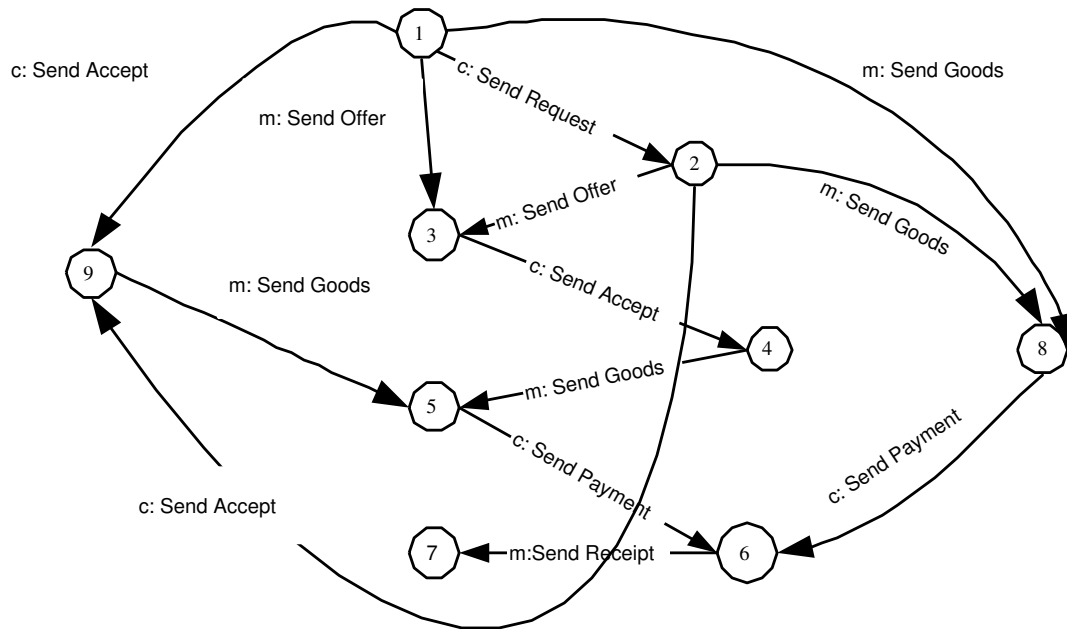 1
c: Send Accept
m: Send Goods
c: Send Request
m: Send Offer
2
m: Send Offer
m: Send Goods
3
9
c: Send Accept
m: Send Goods
4
8
m: Send Goods
5
c: Send Payment
c: Send Payment
c: Send Accept
7
m:Send Receipt
6